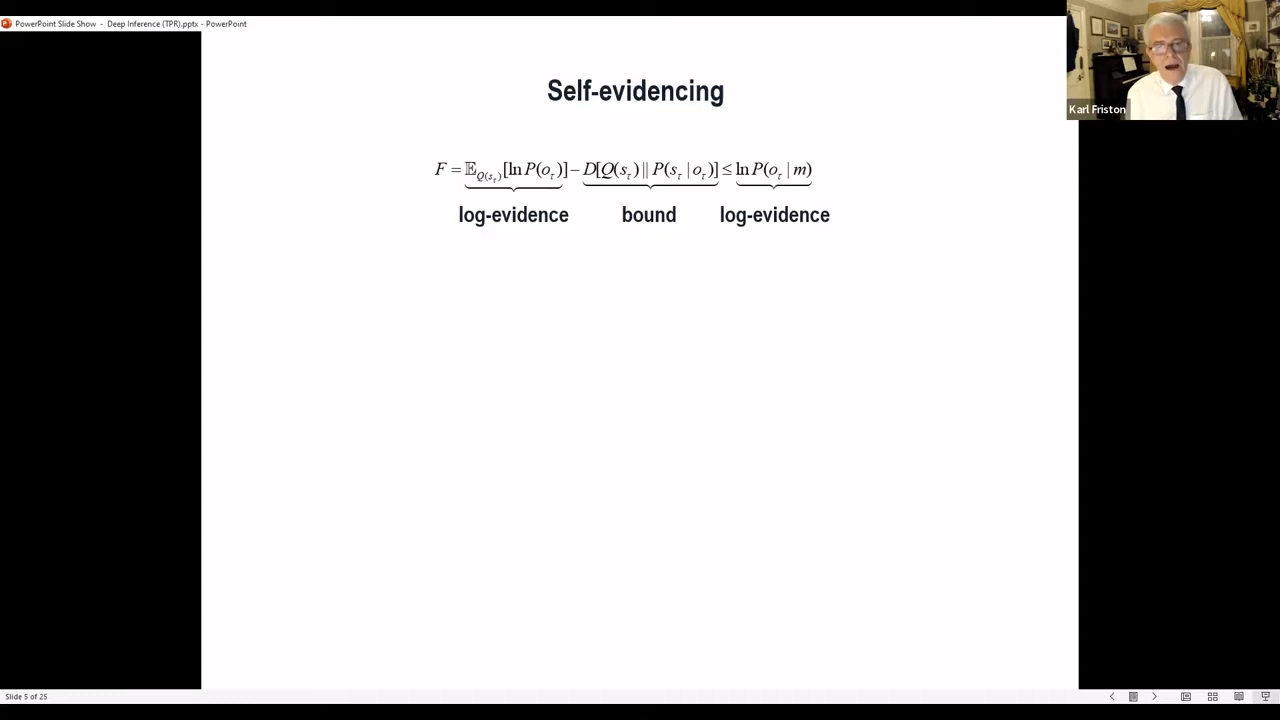 PowerPoint Slide Show - Deep Inference (TPR).pptx - PowerPoint
Karl Friston
Self-evidencing
F = 𝔼_{Q(s_τ)}[ln P(o_τ)] − D[Q(s_τ) || P(s_τ | o_τ)] ≤ ln P(o_τ | m)
log-evidence bound log-evidence
Slide 5 of 25